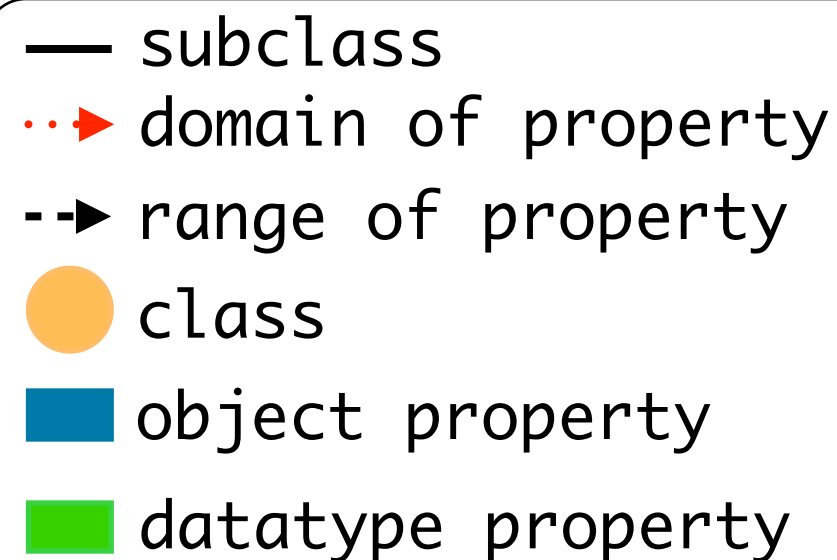 subclass
domain of property
range of property
class
object property
datatype property